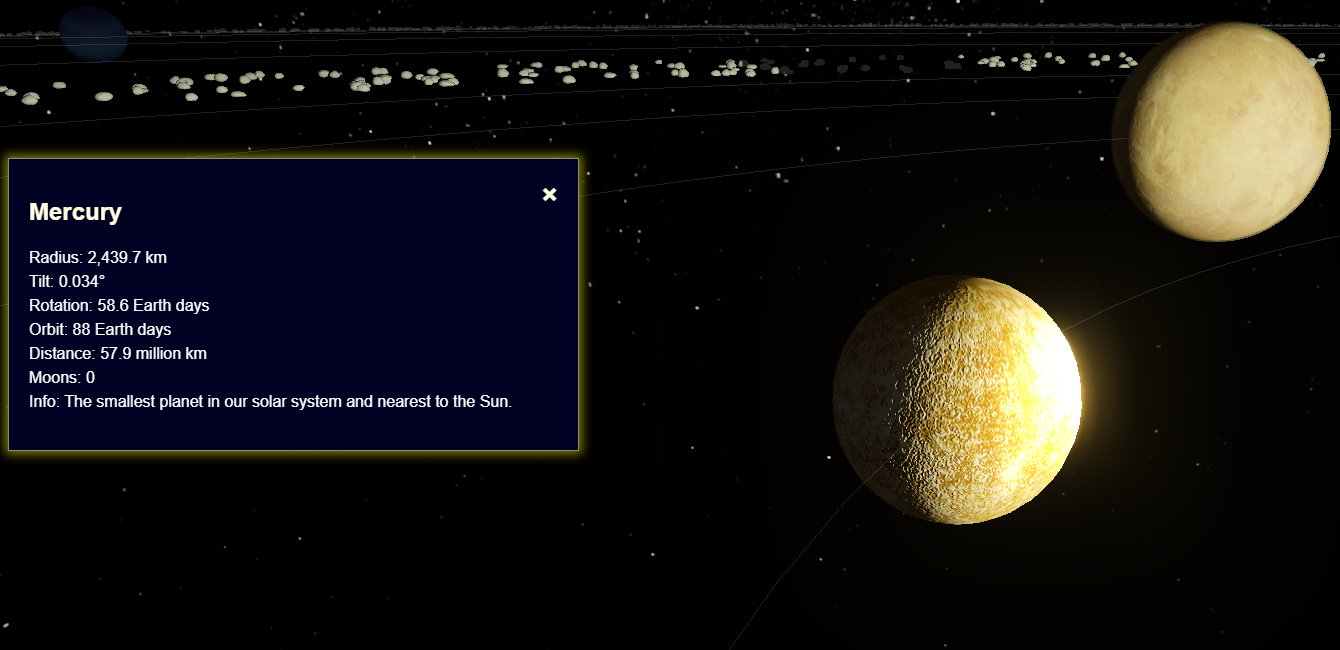 Mercury
Radius: 2,439.7 km
Tilt: 0.034°
Rotation: 58.6 Earth days
Orbit: 88 Earth days
Distance: 57.9 million km
Moons: 0
Info: The smallest planet in our solar system and nearest to the Sun.